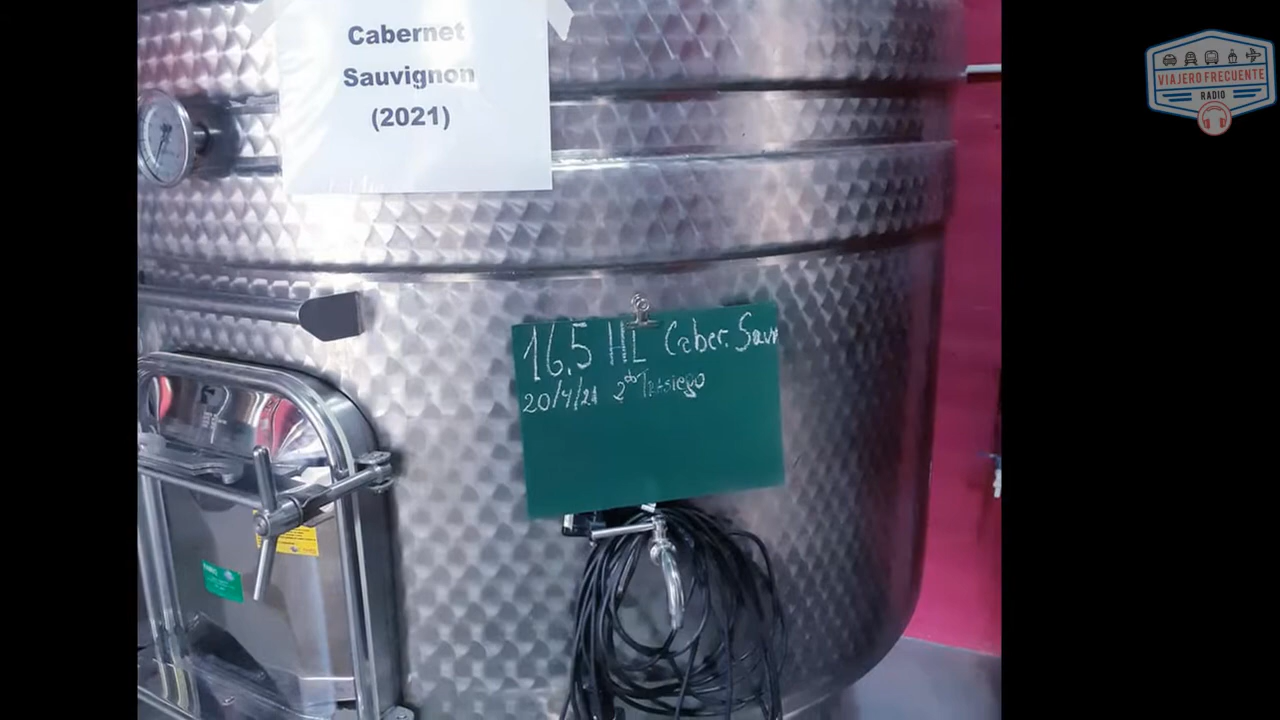 Cabernet
Sauvignon
(2021)
16.5 HL Caber. Sauv
20/4/21 2do Trasiego
VIAJERO FRECUENTE
RADIO